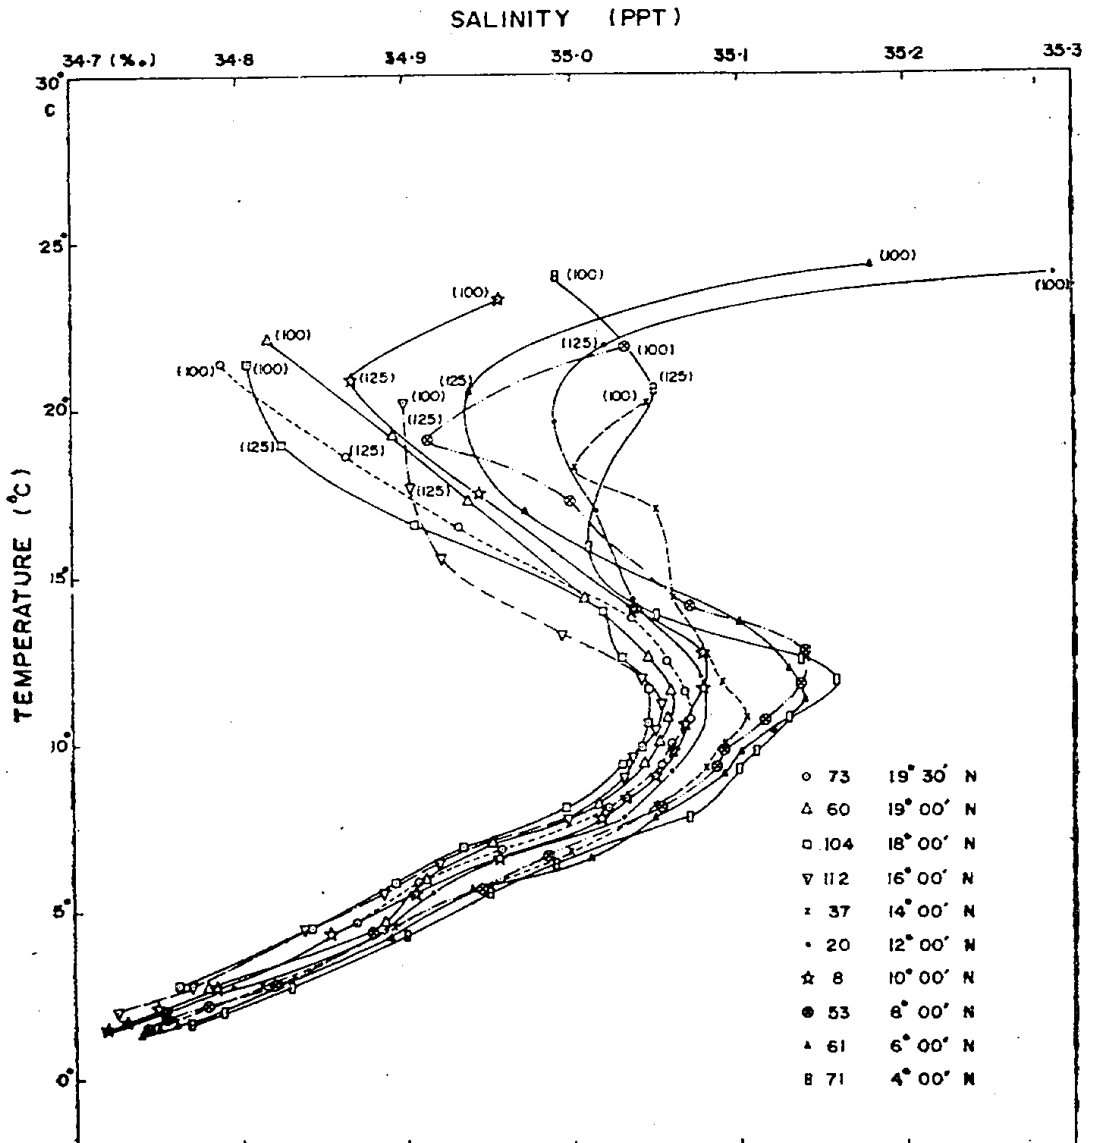 SALINITY (PPT)
34·7 (‰) 34·8 34·9 35·0 35·1 35·2 35·3
30°
C
25°
(100) (100)
(100) (100)
(100) (125) (100)
(100) (100) (125) (125) (125)
(100) (100)
20° (125)
(125) (125)
(125)
TEMPERATURE (°C)
15°
10°
5°
0°
73 19° 30′ N
60 19° 00′ N
104 18° 00′ N
112 16° 00′ N
37 14° 00′ N
20 12° 00′ N
8 10° 00′ N
53 8° 00′ N
61 6° 00′ N
71 4° 00′ N